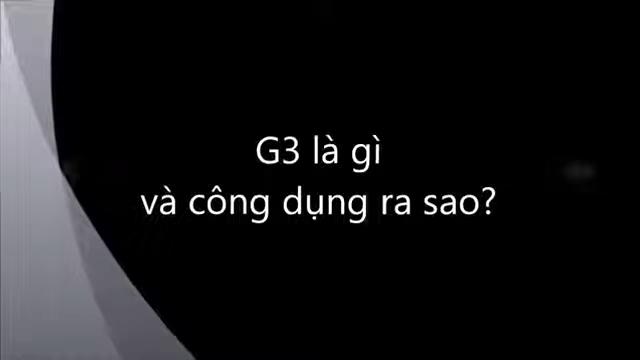 G3 là gì
và công dụng ra sao?